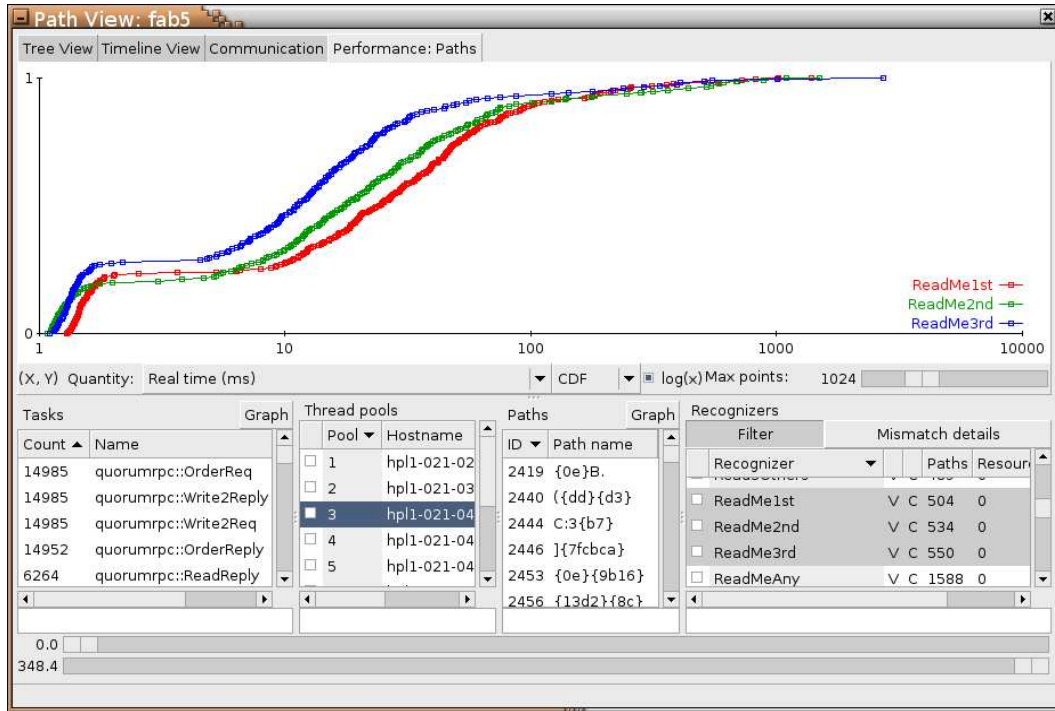 Path View: fab5
Tree View Timeline View Communication Performance: Paths
1
0
1 10 100 1000 10000
ReadMe1st
ReadMe2nd
ReadMe3rd
(X, Y) Quantity: Real time (ms) CDF log(x) Max points: 1024
Tasks Graph
Count Name
14985 quorumrpc::OrderReq
14985 quorumrpc::Write2Reply
14985 quorumrpc::Write2Req
14952 quorumrpc::OrderReply
6264 quorumrpc::ReadReply
Thread pools
Pool Hostname
1 hpl1-021-02
2 hpl1-021-03
3 hpl1-021-04
4 hpl1-021-04
5 hpl1-021-04
Paths Graph
ID Path name
2419 {0e}B.
2440 ({dd}{d3}
2444 C:3{b7}
2446 ]{7fcbca}
2453 {0e}{9b16}
2456 {13d2}{8c}
Recognizers
Filter Mismatch details
Recognizer Paths Resour
ReadMe1st V C 504 0
ReadMe2nd V C 534 0
ReadMe3rd V C 550 0
ReadMeAny V C 1588 0
0.0
348.4